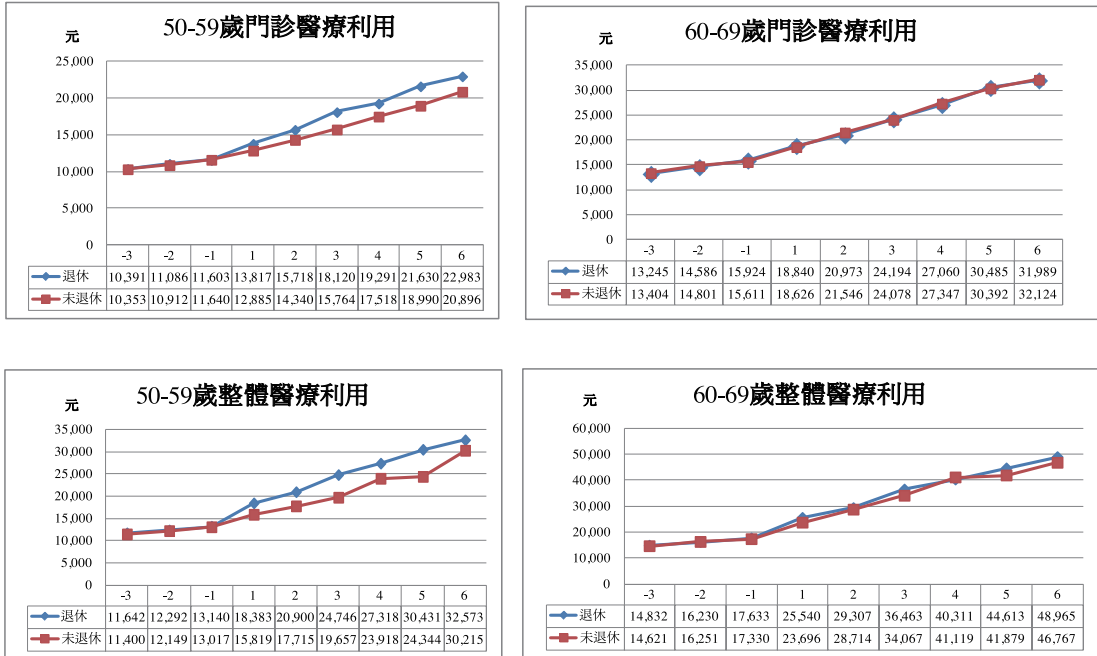 50-59歲門診醫療利用
元
25,000
20,000
15,000
10,000
5,000
0
-3 -2 -1 1 2 3 4 5 6
退休 10,391 11,086 11,603 13,817 15,718 18,120 19,291 21,630 22,983
未退休 10,353 10,912 11,640 12,885 14,340 15,764 17,518 18,990 20,896
60-69歲門診醫療利用
元
35,000
30,000
25,000
20,000
15,000
10,000
5,000
0
-3 -2 -1 1 2 3 4 5 6
退休 13,245 14,586 15,924 18,840 20,973 24,194 27,060 30,485 31,989
未退休 13,404 14,801 15,611 18,626 21,546 24,078 27,347 30,392 32,124
50-59歲整體醫療利用
元
35,000
30,000
25,000
20,000
15,000
10,000
5,000
0
-3 -2 -1 1 2 3 4 5 6
退休 11,642 12,292 13,140 18,383 20,900 24,746 27,318 30,431 32,573
未退休 11,400 12,149 13,017 15,819 17,715 19,657 23,918 24,344 30,215
60-69歲整體醫療利用
元
60,000
50,000
40,000
30,000
20,000
10,000
0
-3 -2 -1 1 2 3 4 5 6
退休 14,832 16,230 17,633 25,540 29,307 36,463 40,311 44,613 48,965
未退休 14,621 16,251 17,330 23,696 28,714 34,067 41,119 41,879 46,767